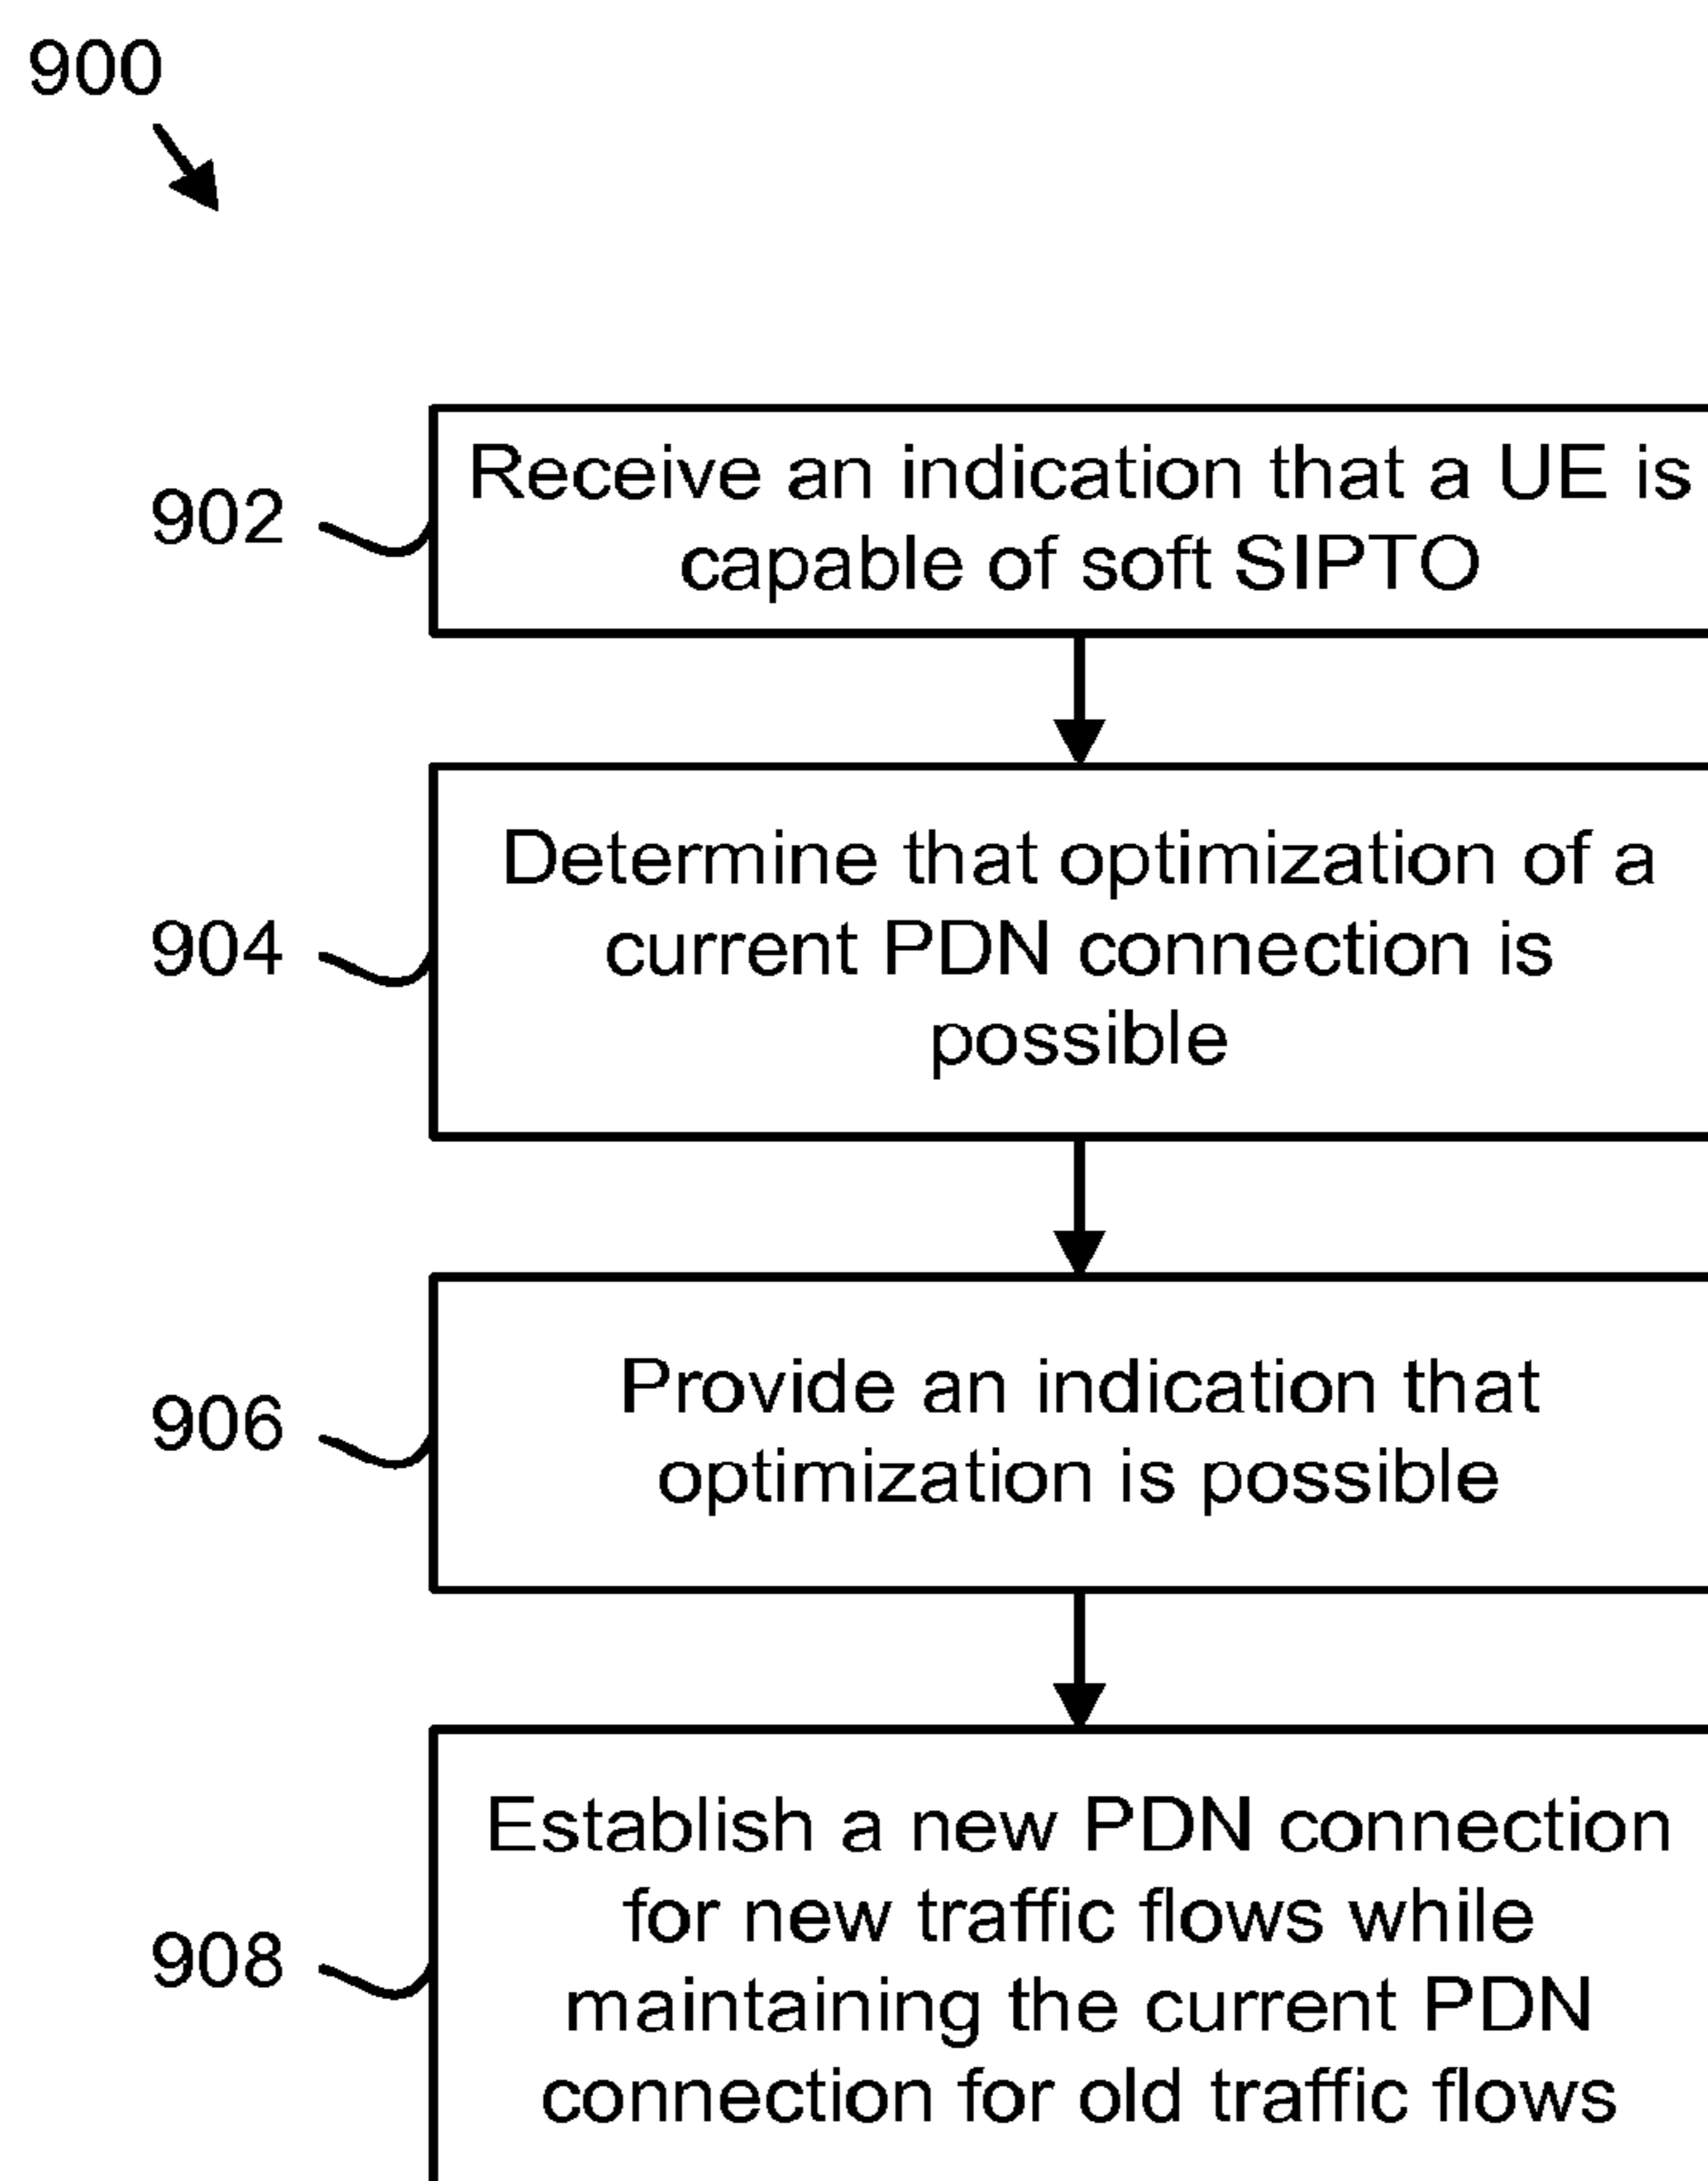 900
902
Receive an indication that a UE is
capable of soft SIPTO
904
Determine that optimization of a
current PDN connection is
possible
906
Provide an indication that
optimization is possible
908
Establish a new PDN connection
for new traffic flows while
maintaining the current PDN
connection for old traffic flows